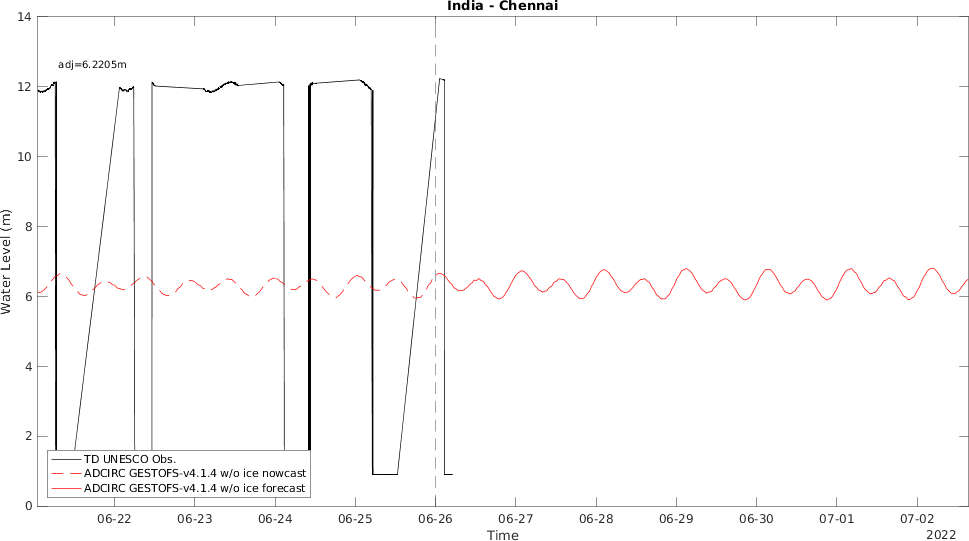 India - Chennai
14
12
10
8
6
4
2
0
Water Level (m)
adj=6.2205m
TD UNESCO Obs.
ADCIRC GESTOFS-v4.1.4 w/o ice nowcast
ADCIRC GESTOFS-v4.1.4 w/o ice forecast
06-22 06-23 06-24 06-25 06-26 06-27 06-28 06-29 06-30 07-01 07-02
Time
2022